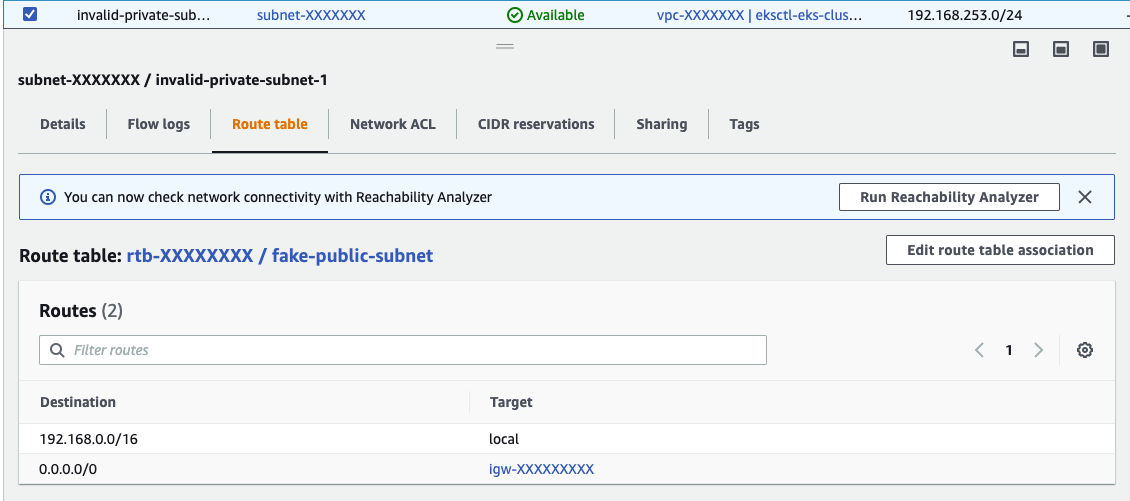 invalid-private-sub... subnet-XXXXXXX Available vpc-XXXXXXX | eksctl-eks-clus... 192.168.253.0/24 -
subnet-XXXXXXX / invalid-private-subnet-1
Details Flow logs Route table Network ACL CIDR reservations Sharing Tags
You can now check network connectivity with Reachability Analyzer Run Reachability Analyzer
Route table: rtb-XXXXXXXX / fake-public-subnet Edit route table association
Routes (2)
Filter routes 1
Destination Target
192.168.0.0/16 local
0.0.0.0/0 igw-XXXXXXXXX